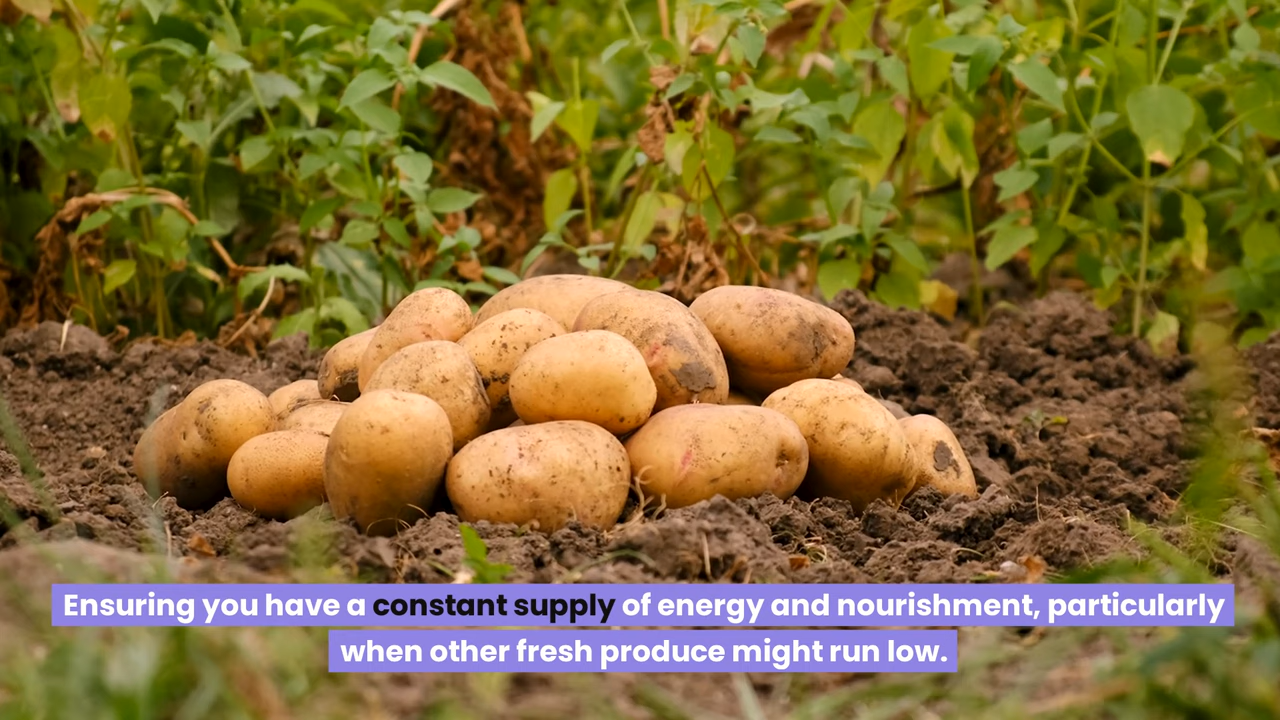 Ensuring you have a constant supply of energy and nourishment, particularly
when other fresh produce might run low.